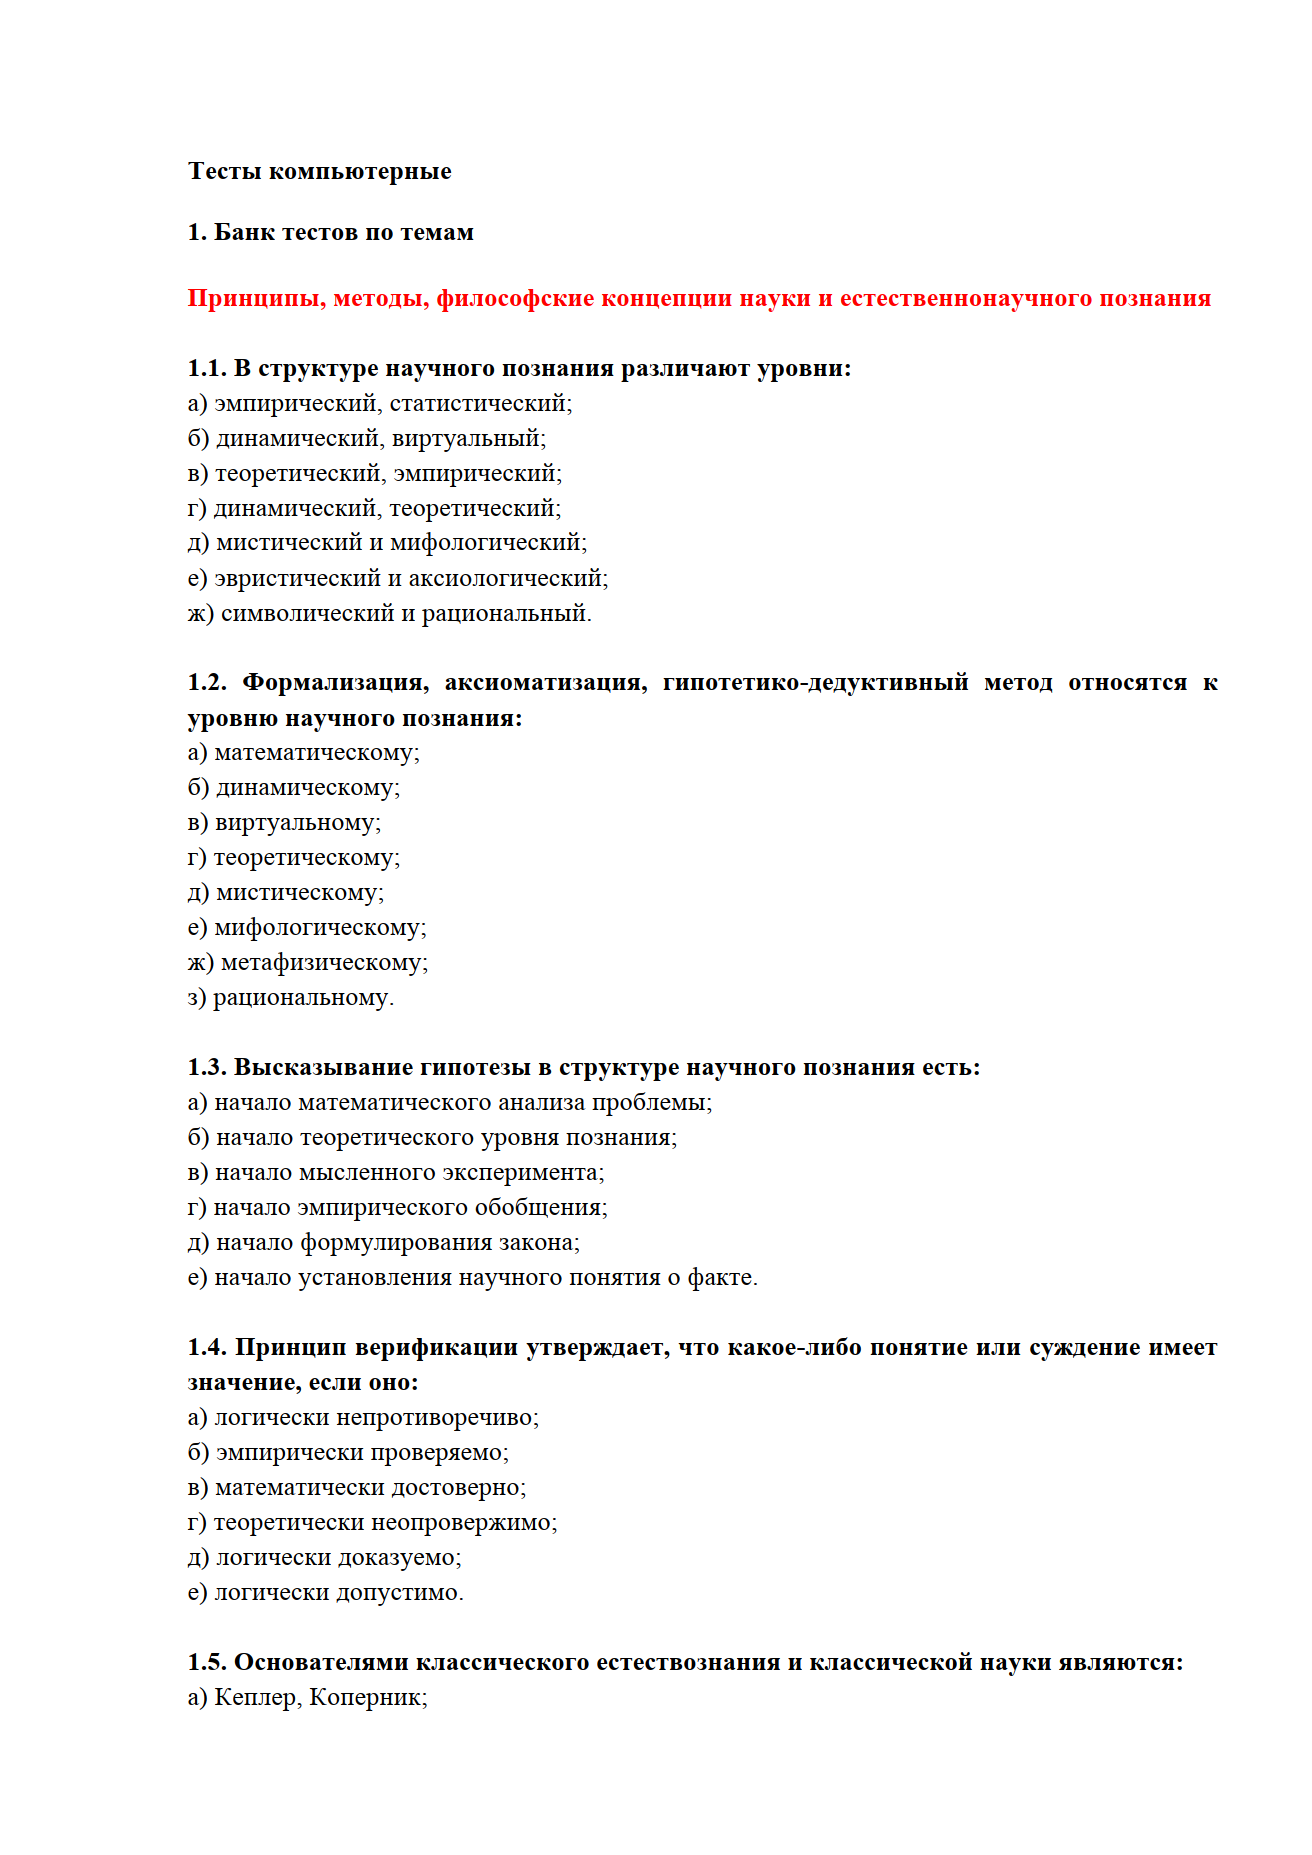 Тесты компьютерные
1. Банк тестов по темам
Принципы, методы, философские концепции науки и естественнонаучного познания
1.1. В структуре научного познания различают уровни:
а) эмпирический, статистический;
б) динамический, виртуальный;
в) теоретический, эмпирический;
г) динамический, теоретический;
д) мистический и мифологический;
е) эвристический и аксиологический;
ж) символический и рациональный.
1.2. Формализация, аксиоматизация, гипотетико-дедуктивный метод относятся к
уровню научного познания:
а) математическому;
б) динамическому;
в) виртуальному;
г) теоретическому;
д) мистическому;
е) мифологическому;
ж) метафизическому;
з) рациональному.
1.3. Высказывание гипотезы в структуре научного познания есть:
а) начало математического анализа проблемы;
б) начало теоретического уровня познания;
в) начало мысленного эксперимента;
г) начало эмпирического обобщения;
д) начало формулирования закона;
е) начало установления научного понятия о факте.
1.4. Принцип верификации утверждает, что какое-либо понятие или суждение имеет
значение, если оно:
а) логически непротиворечиво;
б) эмпирически проверяемо;
в) математически достоверно;
г) теоретически неопровержимо;
д) логически доказуемо;
е) логически допустимо.
1.5. Основателями классического естествознания и классической науки являются:
а) Кеплер, Коперник;